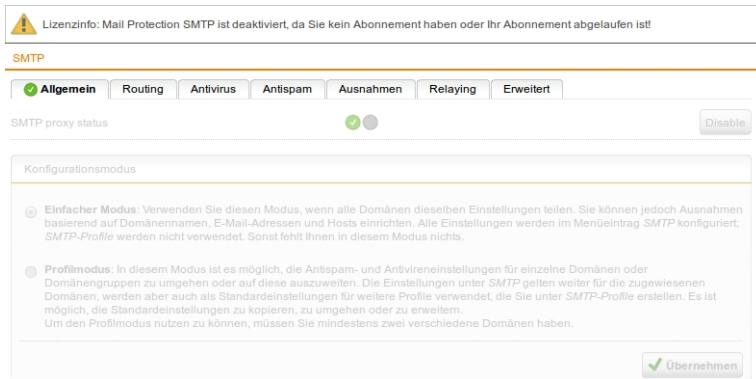 Lizenzinfo: Mail Protection SMTP ist deaktiviert, da Sie kein Abonnement haben oder Ihr Abonnement abgelaufen ist!
SMTP
Allgemein Routing Antivirus Antispam Ausnahmen Relaying Erweitert
SMTP proxy status Disable
Konfigurationsmodus
Einfacher Modus: Verwenden Sie diesen Modus, wenn alle Domänen dieselben Einstellungen teilen. Sie können jedoch Ausnahmen
basierend auf Domänennamen, E-Mail-Adressen und Hosts einrichten. Alle Einstellungen werden im Menüeintrag SMTP konfiguriert;
SMTP-Profile werden nicht verwendet. Sonst fehlt Ihnen in diesem Modus nichts.
Profilmodus: In diesem Modus ist es möglich, die Antispam- und Antivireneinstellungen für einzelne Domänen oder
Domänengruppen zu umgehen oder auf diese auszuweiten. Die Einstellungen unter SMTP gelten weiter für die zugewiesenen
Domänen, werden aber auch als Standardeinstellungen für weitere Profile verwendet, die Sie unter SMTP-Profile erstellen. Es ist
möglich, die Standardeinstellungen zu kopieren, zu umgehen oder zu erweitern.
Um den Profilmodus nutzen zu können, müssen Sie mindestens zwei verschiedene Domänen haben.
Übernehmen